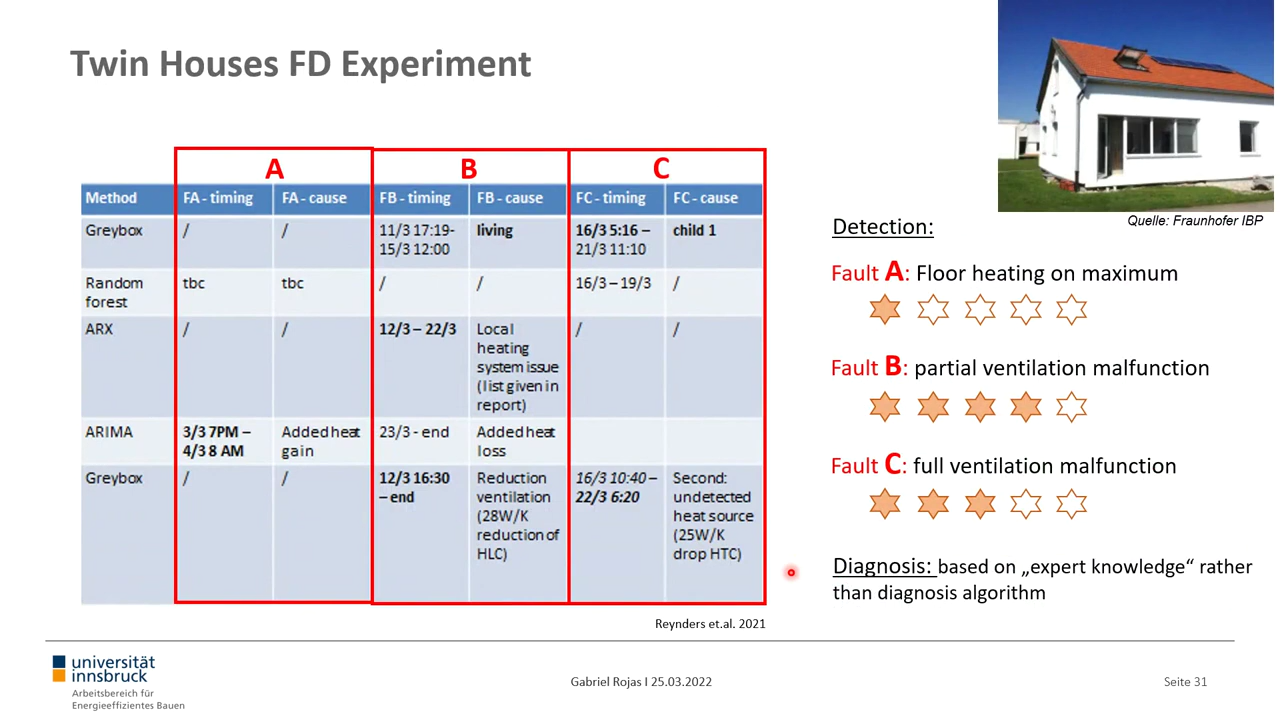 Twin Houses FD Experiment
A
B
C
Method
FA - timing
FA - cause
FB - timing
FB - cause
FC - timing
FC - cause
Greybox
/
/
11/3 17:19-
15/3 12:00
living
16/3 5:16 –
21/3 11:10
child 1
Random
forest
tbc
tbc
/
/
16/3 – 19/3
/
ARX
/
/
12/3 – 22/3
Local
heating
system issue
(list given in
report)
/
/
ARIMA
3/3 7PM –
4/3 8 AM
Added heat
gain
23/3 - end
Added heat
loss
Greybox
/
/
12/3 16:30
– end
Reduction
ventilation
(28W/K
reduction of
HLC)
16/3 10:40 –
22/3 6:20
Second:
undetected
heat source
(25W/K
drop HTC)
Reynders et.al. 2021
Quelle: Fraunhofer IBP
Detection:
Fault A: Floor heating on maximum
Fault B: partial ventilation malfunction
Fault C: full ventilation malfunction
Diagnosis: based on „expert knowledge“ rather
than diagnosis algorithm
universität
innsbruck
Arbeitsbereich für
Energieeffizientes Bauen
Gabriel Rojas I 25.03.2022
Seite 31